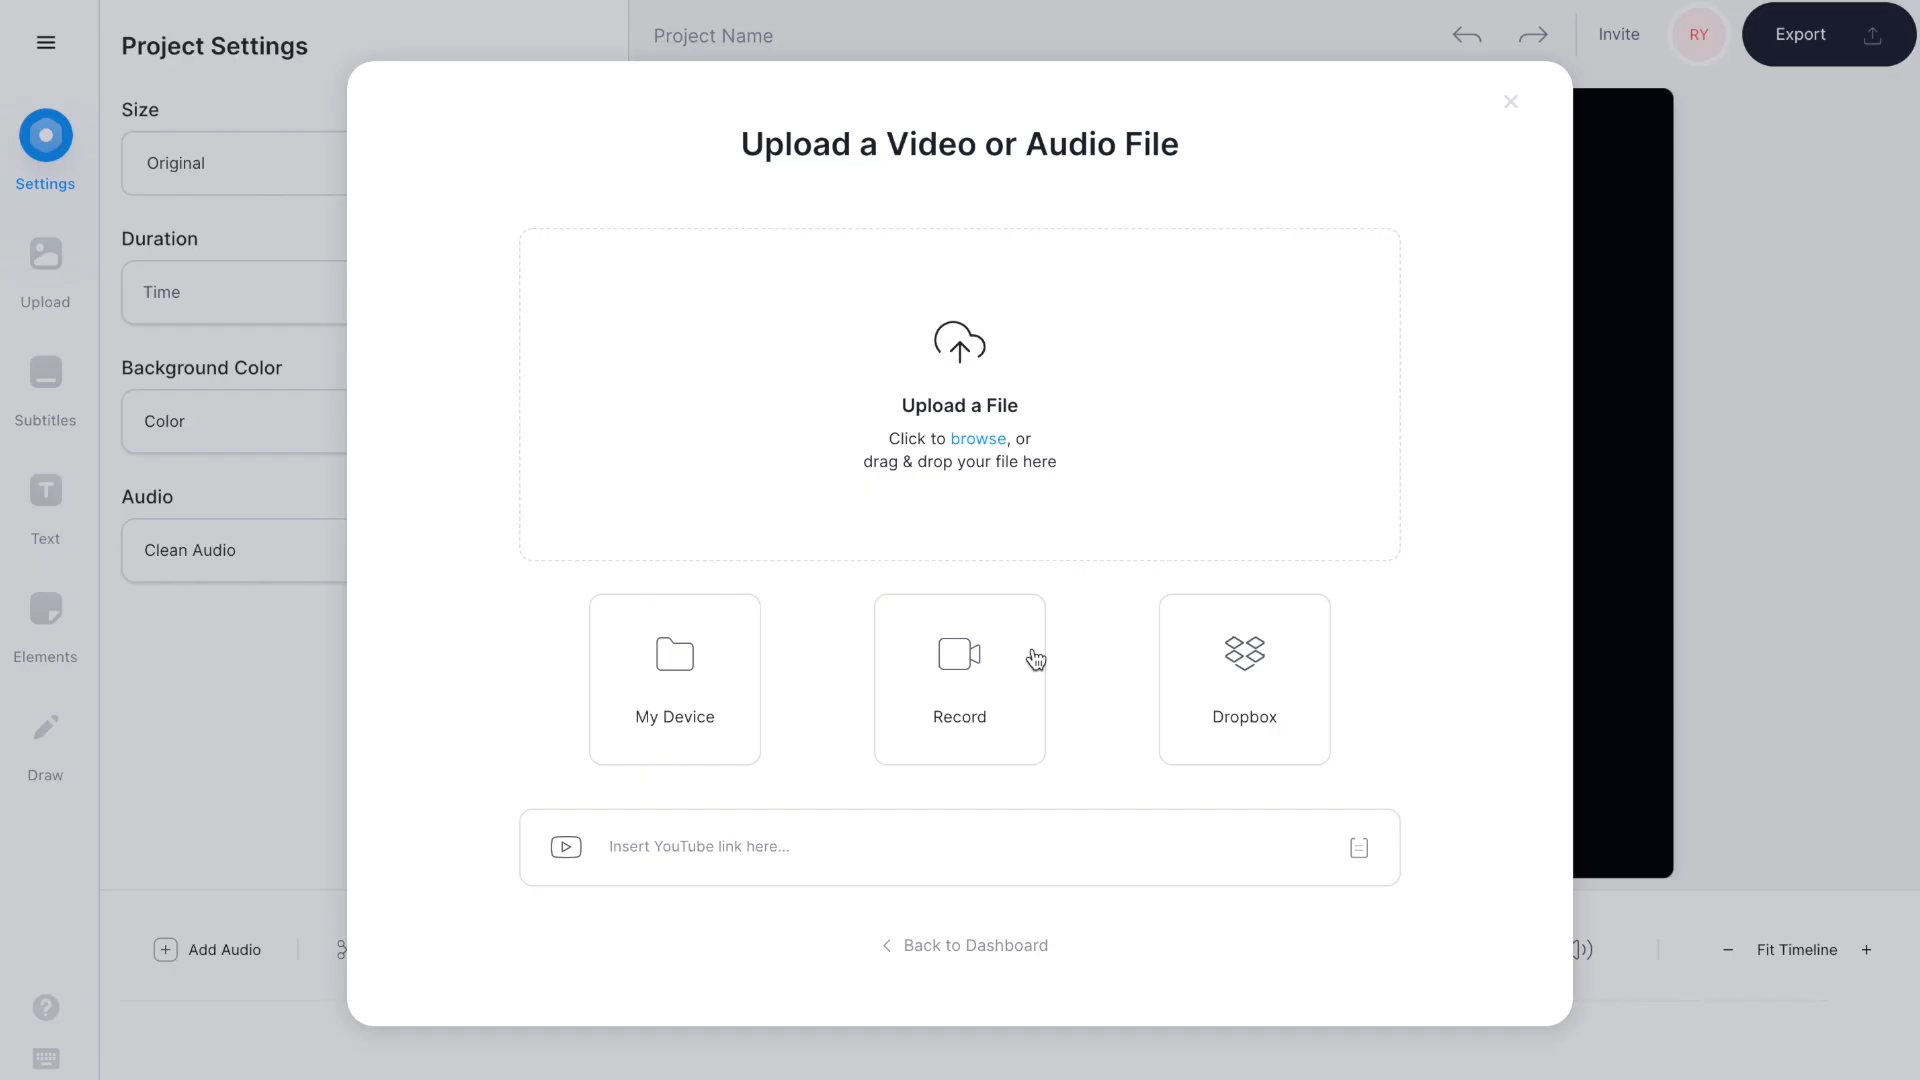 Project Settings
Project Name
Invite
RY
Export
Size
Original
Settings
Duration
Time
Upload
Background Color
Color
Subtitles
Audio
Clean Audio
T
Text
Elements
Draw
Upload a Video or Audio File
Upload a File
Click to browse, or
drag & drop your file here
My Device
Record
Dropbox
Insert YouTube link here...
Back to Dashboard
+ Add Audio
− Fit Timeline +
?